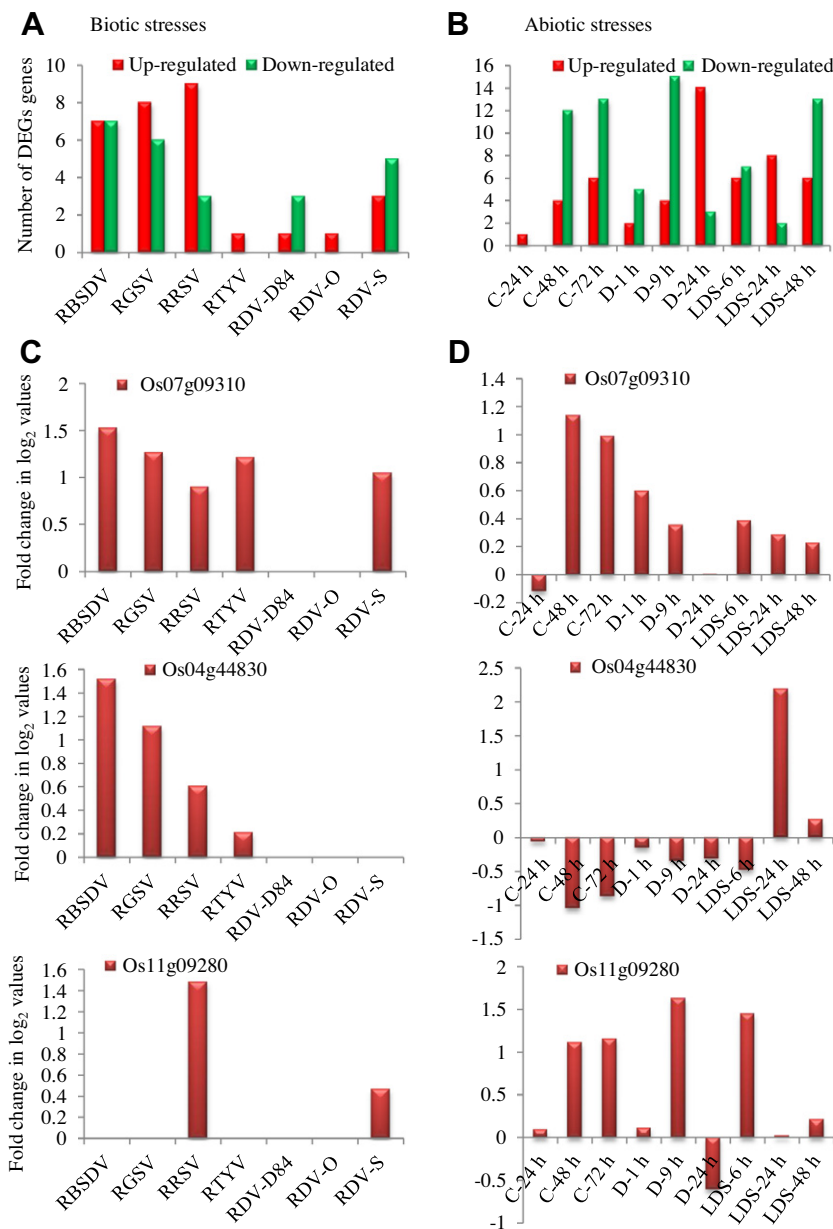 A Biotic stresses
Up-regulated Down-regulated
Number of DEGs genes
10
8
6
4
2
0
RBSDV RGSV RRSV RTYV RDV-D84 RDV-O RDV-S
B Abiotic stresses
Up-regulated Down-regulated
16
14
12
10
8
6
4
2
0
C-24 h C-48 h C-72 h D-1 h D-9 h D-24 h LDS-6 h LDS-24 h LDS-48 h
C
Os07g09310
Fold change in log2 values
2
1.5
1
0.5
0
RBSDV RGSV RRSV RTYV RDV-D84 RDV-O RDV-S
Os04g44830
Fold change in log2 values
1.6
1.4
1.2
1
0.8
0.6
0.4
0.2
0
RBSDV RGSV RRSV RTYV RDV-D84 RDV-O RDV-S
Os11g09280
Fold change in log2 values
1.6
1.4
1.2
1
0.8
0.6
0.4
0.2
0
RBSDV RGSV RRSV RTYV RDV-D84 RDV-O RDV-S
D
Os07g09310
1.4
1.2
1
0.8
0.6
0.4
0.2
0
-0.2
C-24 h C-48 h C-72 h D-1 h D-9 h D-24 h LDS-6 h LDS-24 h LDS-48 h
Os04g44830
2.5
2
1.5
1
0.5
0
-0.5
-1
-1.5
C-24 h C-48 h C-72 h D-1 h D-9 h D-24 h LDS-6 h LDS-24 h LDS-48 h
Os11g09280
2
1.5
1
0.5
0
-0.5
-1
C-24 h C-48 h C-72 h D-1 h D-9 h D-24 h LDS-6 h LDS-24 h LDS-48 h